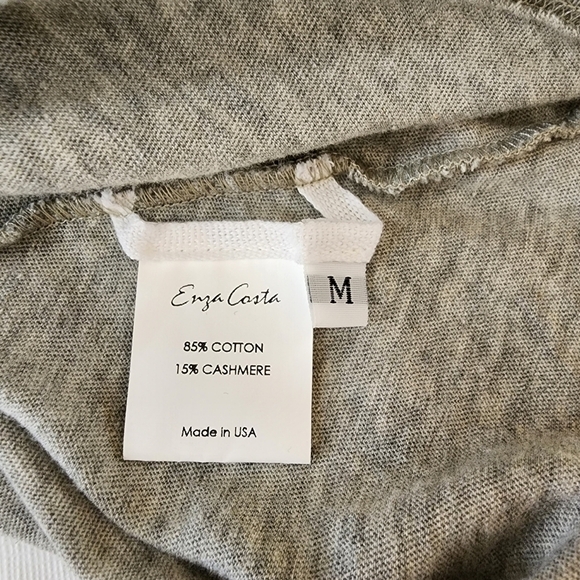 Enza Costa
M
85% COTTON
15% CASHMERE
Made in USA